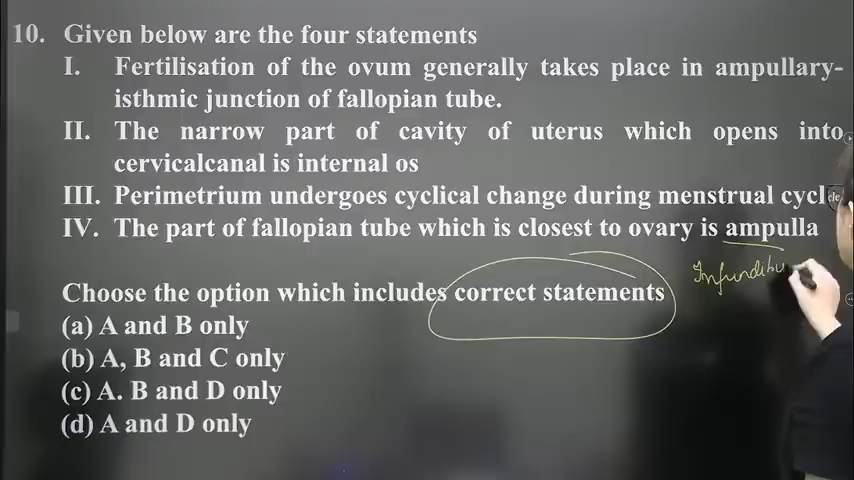 10. Given below are the four statements
I. Fertilisation of the ovum generally takes place in ampullary-
isthmic junction of fallopian tube.
II. The narrow part of cavity of uterus which opens into
cervicalcanal is internal os
III. Perimetrium undergoes cyclical change during menstrual cycle
IV. The part of fallopian tube which is closest to ovary is ampulla
Infundibu
Choose the option which includes correct statements
(a) A and B only
(b) A, B and C only
(c) A. B and D only
(d) A and D only